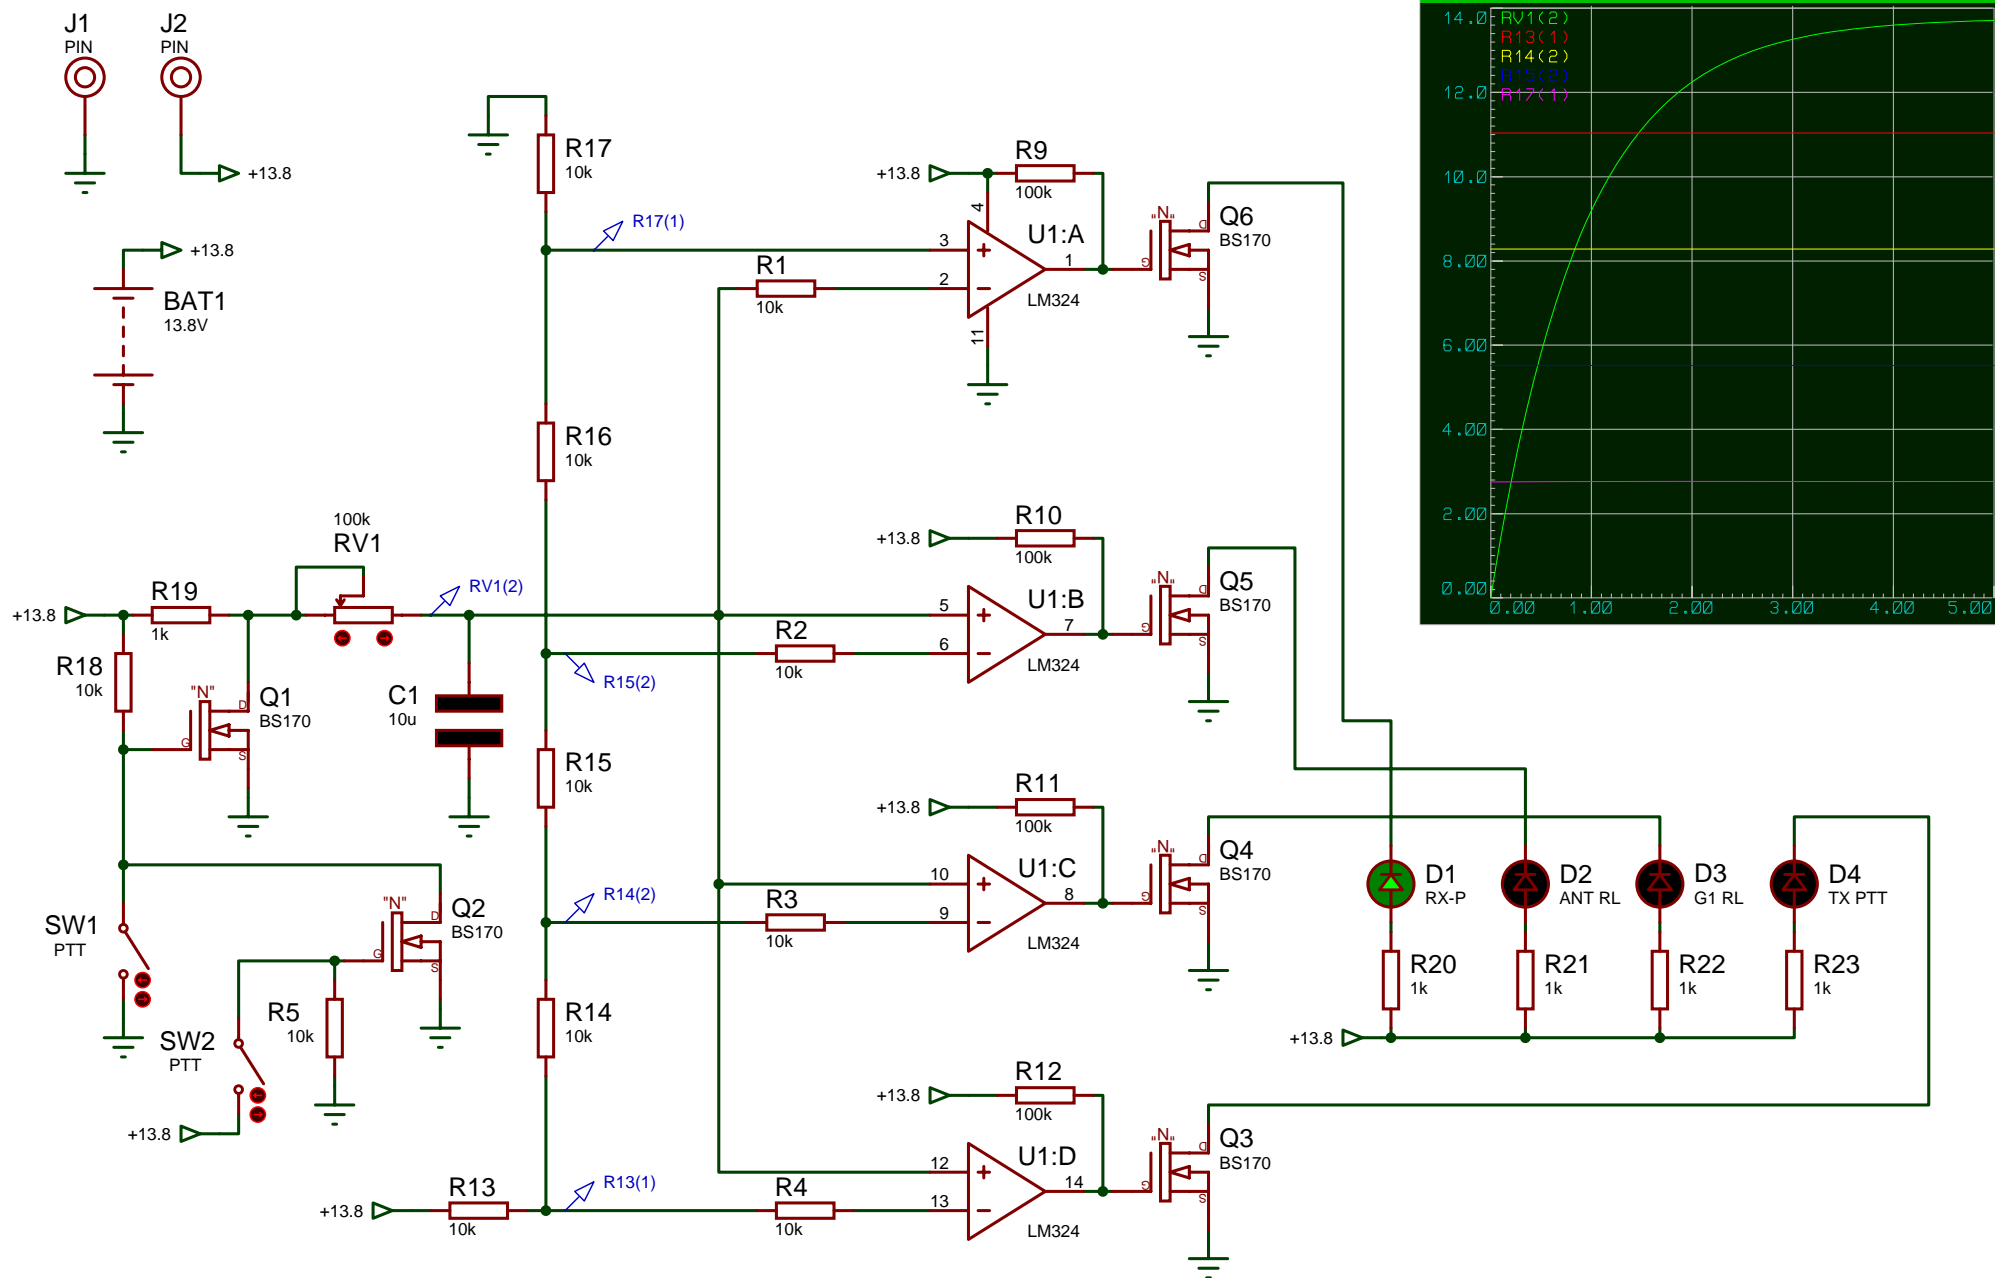 J1
PIN
J2
PIN
+13.8
+13.8
BAT1
13.8V
R17
10k
R17(1)
R16
10k
R15
10k
R15(2)
R14
10k
R14(2)
R13
10k
R13(1)
+13.8
100k
RV1
RV1(2)
+13.8
R19
1k
R18
10k
"N"
D
G
S
Q1
BS170
C1
10u
SW1
PTT
"N"
D
G
S
Q2
BS170
R5
10k
SW2
PTT
+13.8
+13.8
R9
100k
4
3
2
1
11
U1:A
LM324
R1
10k
"N"
D
G
S
Q6
BS170
+13.8
R10
100k
5
6
7
U1:B
LM324
R2
10k
"N"
D
G
S
Q5
BS170
+13.8
R11
100k
10
9
8
U1:C
LM324
R3
10k
"N"
D
G
S
Q4
BS170
+13.8
R12
100k
12
13
14
U1:D
LM324
R4
10k
"N"
D
G
S
Q3
BS170
D1
RX-P
D2
ANT RL
D3
G1 RL
D4
TX PTT
R20
1k
R21
1k
R22
1k
R23
1k
+13.8
RV1(2)
R13(1)
R14(2)
R15(2)
R17(1)
14.0
12.0
10.0
8.00
6.00
4.00
2.00
0.00
0.00 1.00 2.00 3.00 4.00 5.00